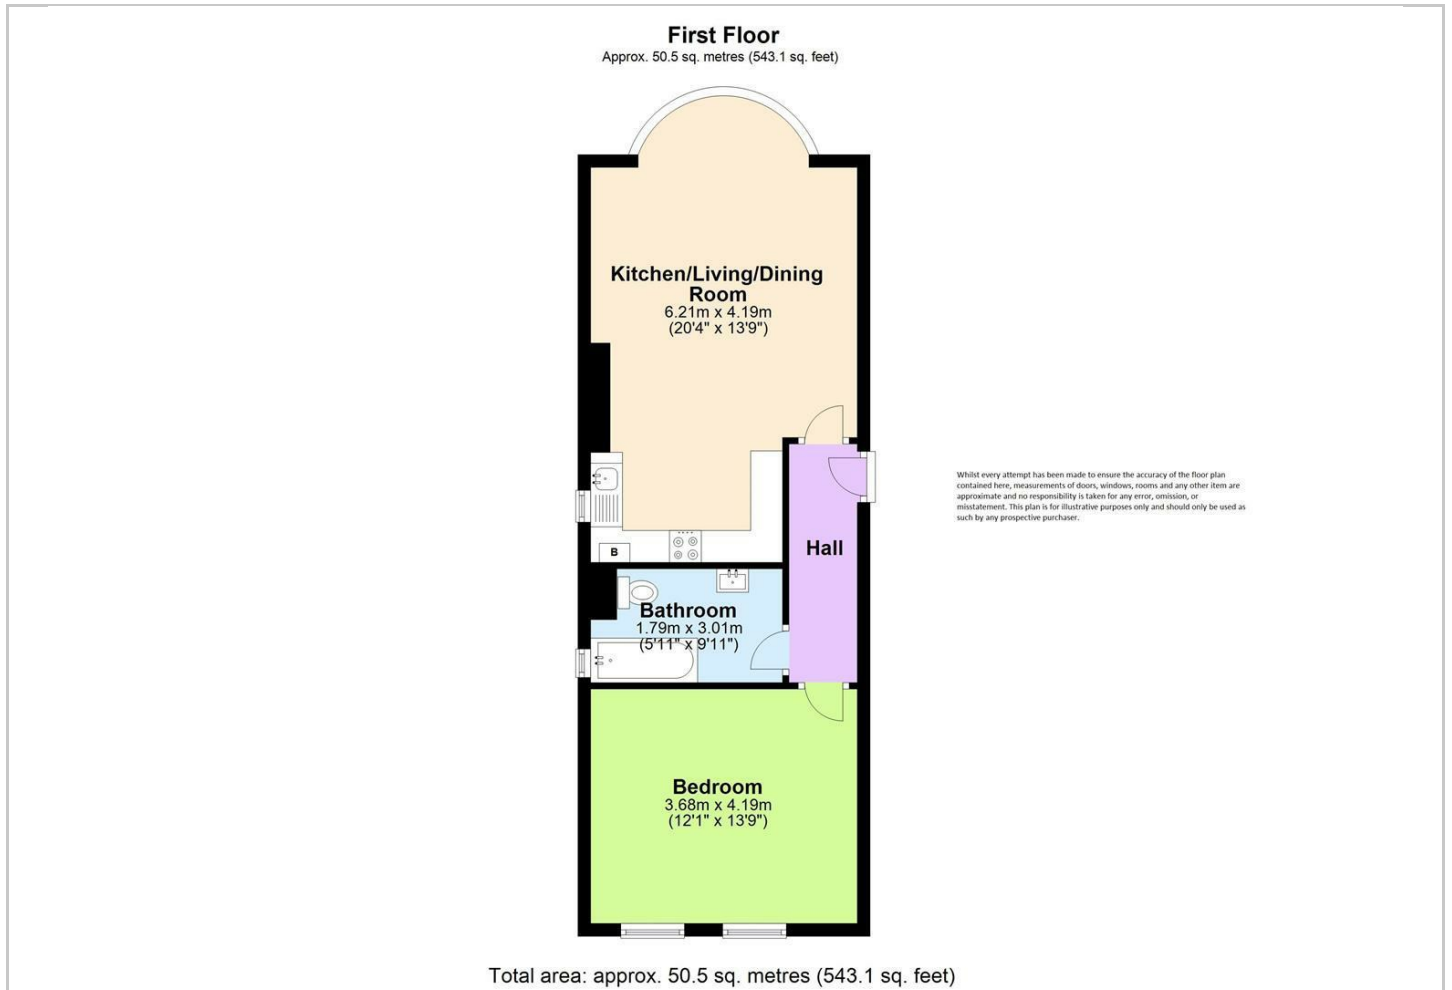 First Floor
Approx. 50.5 sq. metres (543.1 sq. feet)
Kitchen/Living/Dining
Room
6.21m x 4.19m
(20'4" x 13'9")
Whilst every attempt has been made to ensure the accuracy of the floor plan
contained here, measurements of doors, windows, rooms and any other item are
approximate and no responsibility is taken for any error, omission, or
misstatement. This plan is for illustrative purposes only and should only be used as
such by any prospective purchaser.
Hall
B
Bathroom
1.79m x 3.01m
(5'11" x 9'11")
Bedroom
3.68m x 4.19m
(12'1" x 13'9")
Total area: approx. 50.5 sq. metres (543.1 sq. feet)